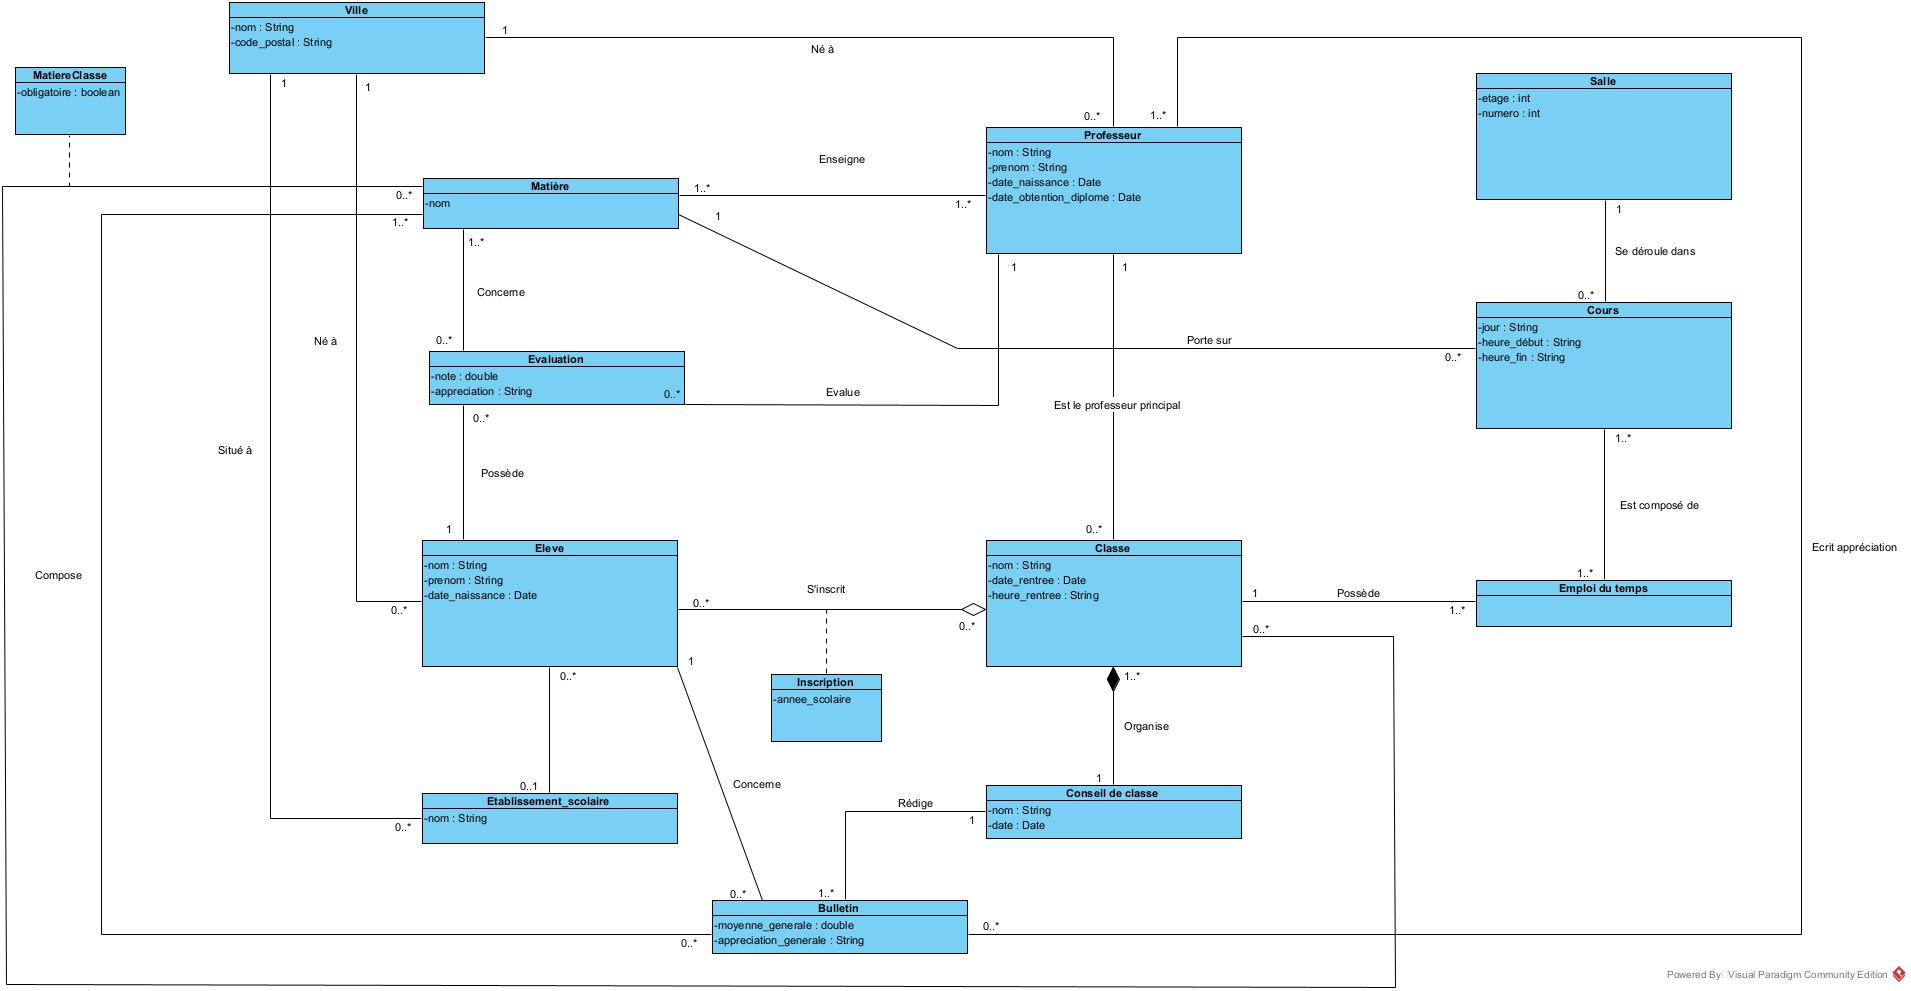 Ville
-nom : String
-code_postal : String
1
Né à
1
1
MatiereClasse
-obligatoire : boolean
Salle
-etage : int
-numero : int
0..*
1..*
Professeur
-nom : String
-prenom : String
-date_naissance : Date
-date_obtention_diplome : Date
Enseigne
0..*
Matière
-nom
1..*
1..*
1..*
1
1
Se déroule dans
1..*
Concerne
1
1
0..*
Cours
-jour : String
-heure_début : String
-heure_fin : String
Né à
0..*
Porte sur
0..*
Evaluation
-note : double
-appreciation : String
0..*
Evalue
Est le professeur principal
0..*
1..*
Situé à
Possède
Est composé de
1
0..*
Ecrit appréciation
Eleve
-nom : String
-prenom : String
-date_naissance : Date
Classe
-nom : String
-date_rentree : Date
-heure_rentree : String
1..*
Emploi du temps
Compose
S'inscrit
1
Possède
1..*
0..*
0..*
0..*
0..*
1
0..*
Inscription
-annee_scolaire
1..*
Organise
Concerne
0..1
1
Etablissement_scolaire
-nom : String
0..*
Conseil de classe
-nom : String
-date : Date
Rédige
1
0..*
1..*
Bulletin
-moyenne_generale : double
-appreciation_generale : String
0..*
0..*
Powered By Visual Paradigm Community Edition